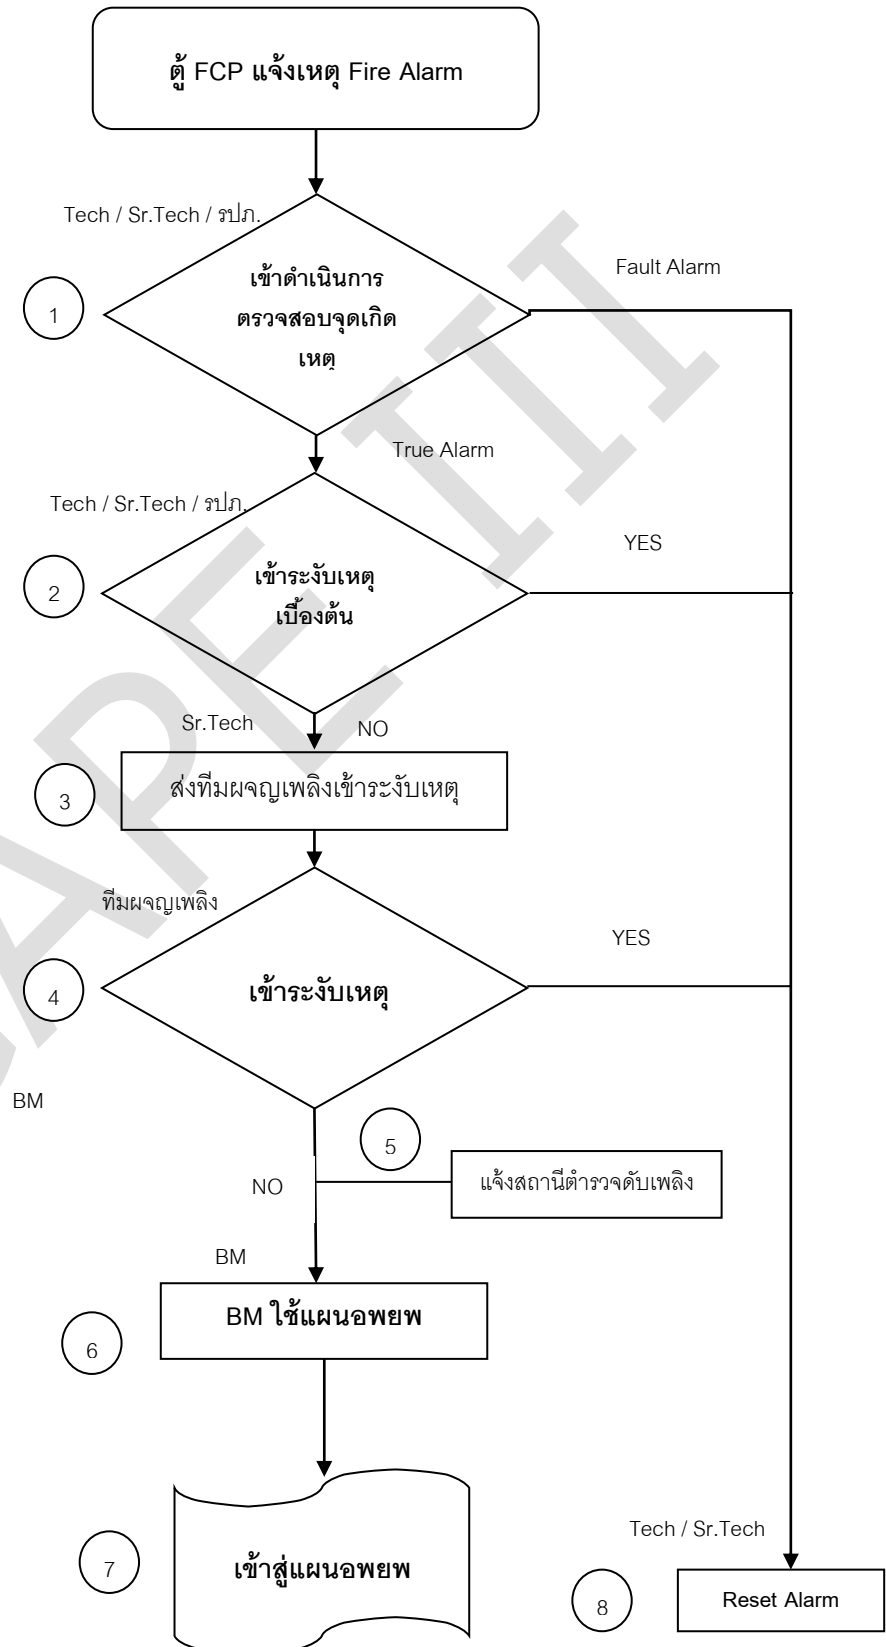 ตู้ FCP แจ้งเหตุ Fire Alarm
Tech / Sr.Tech / รปภ.
Fault Alarm
1
เข้าดำเนินการ
ตรวจสอบจุดเกิด
เหตุ
True Alarm
Tech / Sr.Tech / รปภ.
YES
2
เข้าระงับเหตุ
เบื้องต้น
Sr.Tech
NO
3
ส่งทีมผจญเพลิงเข้าระงับเหตุ
ทีมผจญเพลิง
YES
4
เข้าระงับเหตุ
BM
5
แจ้งสถานีตำรวจดับเพลิง
NO
BM
6
BM ใช้แผนอพยพ
Tech / Sr.Tech
7
เข้าสู่แผนอพยพ
8
Reset Alarm
APE III